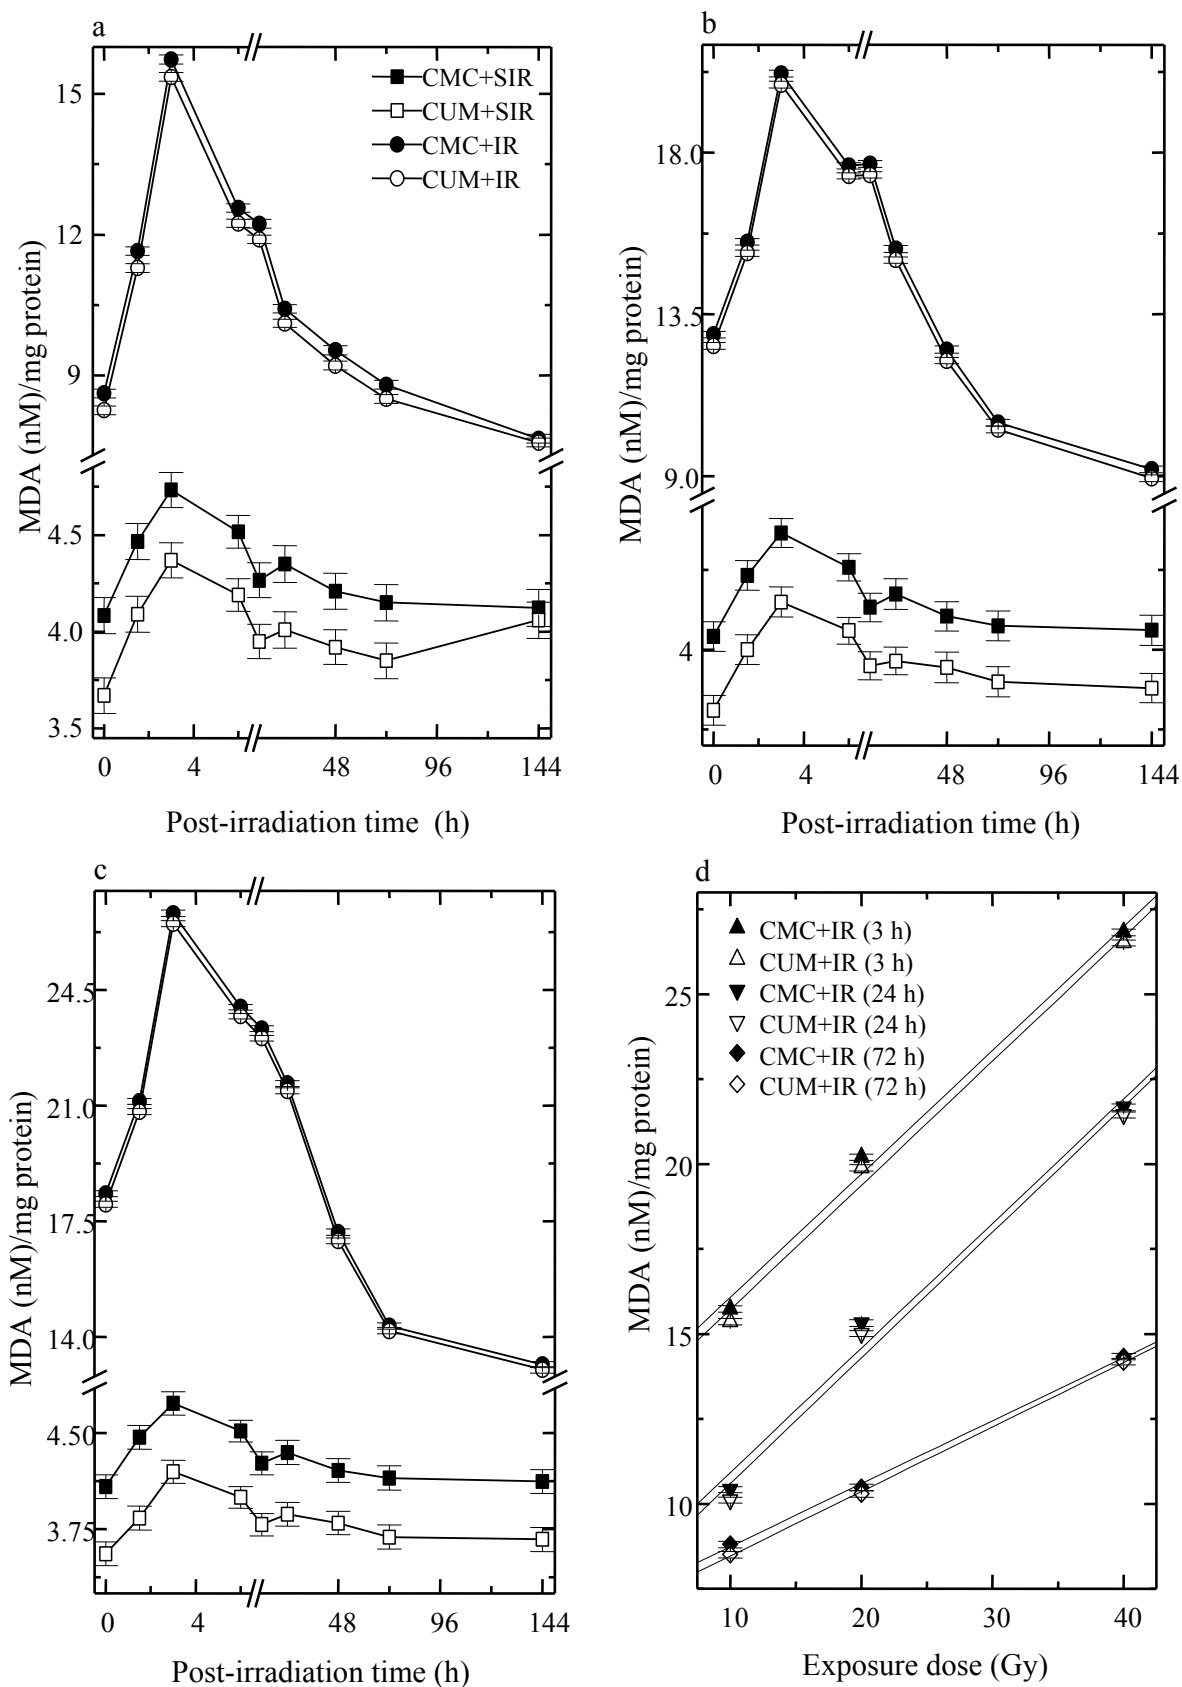 a
15
12
9
4.5
4.0
3.5
CMC+SIR
CUM+SIR
CMC+IR
CUM+IR
MDA (nM)/mg protein)
0 4 48 96 144
Post-irradiation time (h)
b
18.0
13.5
9.0
4
MDA (nM)/mg protein)
0 4 48 96 144
Post-irradiation time (h)
c
24.5
21.0
17.5
14.0
4.50
3.75
MDA (nM)/mg protein)
0 4 48 96 144
Post-irradiation time (h)
d
25
20
15
10
CMC+IR (3 h)
CUM+IR (3 h)
CMC+IR (24 h)
CUM+IR (24 h)
CMC+IR (72 h)
CUM+IR (72 h)
MDA (nM)/mg protein)
10 20 30 40
Exposure dose (Gy)